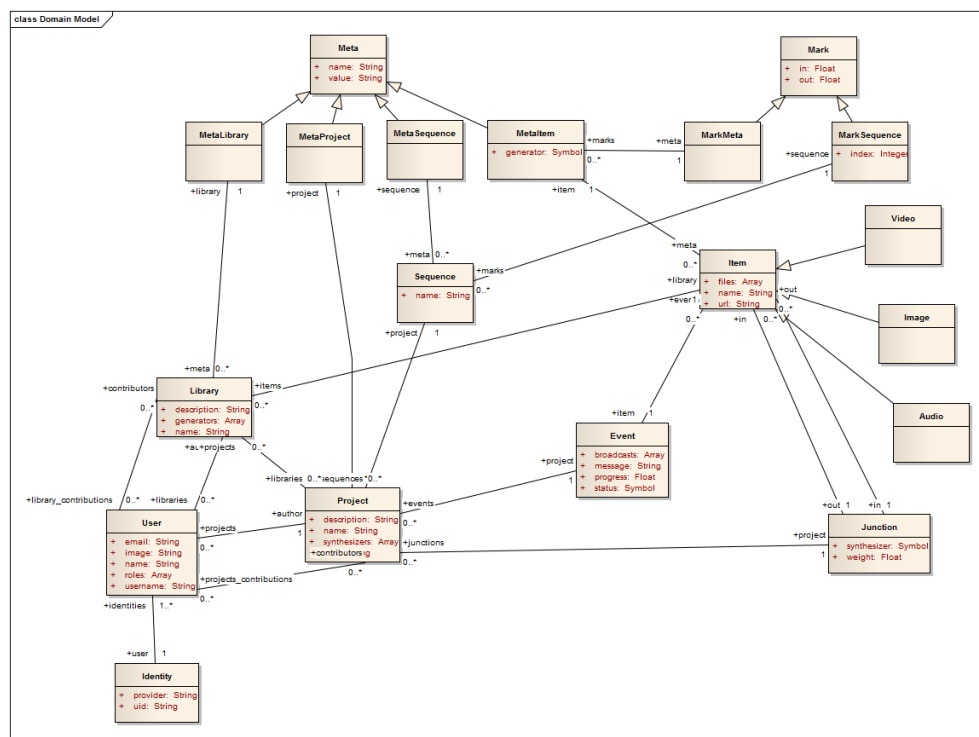 class Domain Model
Meta
+ name: String
+ value: String
Mark
+ in: Float
+ out: Float
MetaLibrary
MetaProject
MetaSequence
MetaItem
+ generator: Symbol
MarkMeta
MarkSequence
+ index: Integer
+marks
0..*
+meta
1
+sequence
1
+library 1
+project
1
+sequence 1
+item
1
Video
+meta 0..*
+meta
0..*
Sequence
+ name: String
+marks
0..*
Item
+ files: Array
+ name: String
+ url: String
+library
+out
0..*
+project 1
0..*
+in
0..*
Image
+meta 0..*
+contributors
0..*
Library
+ description: String
+ generators: Array
+ name: String
+items
0..*
Audio
+projects
0..*
+item 1
Event
+ broadcasts: Array
+ message: String
+ progress: Float
+ status: Symbol
+project
1
+libraries 0..*
0..*
0..*
+library_contributions
+libraries
0..*
+out 1
+in 1
User
+ email: String
+ image: String
+ name: String
+ roles: Array
+ username: String
+projects
0..*
+author
1
Project
+ description: String
+ name: String
+ synthesizers: Array
+contributors
+events
0..*
+junctions
0..*
+project
1
Junction
+ synthesizer: Symbol
+ weight: Float
+projects_contributions
0..*
0..*
+identities 1..*
+user 1
Identity
+ provider: String
+ uid: String